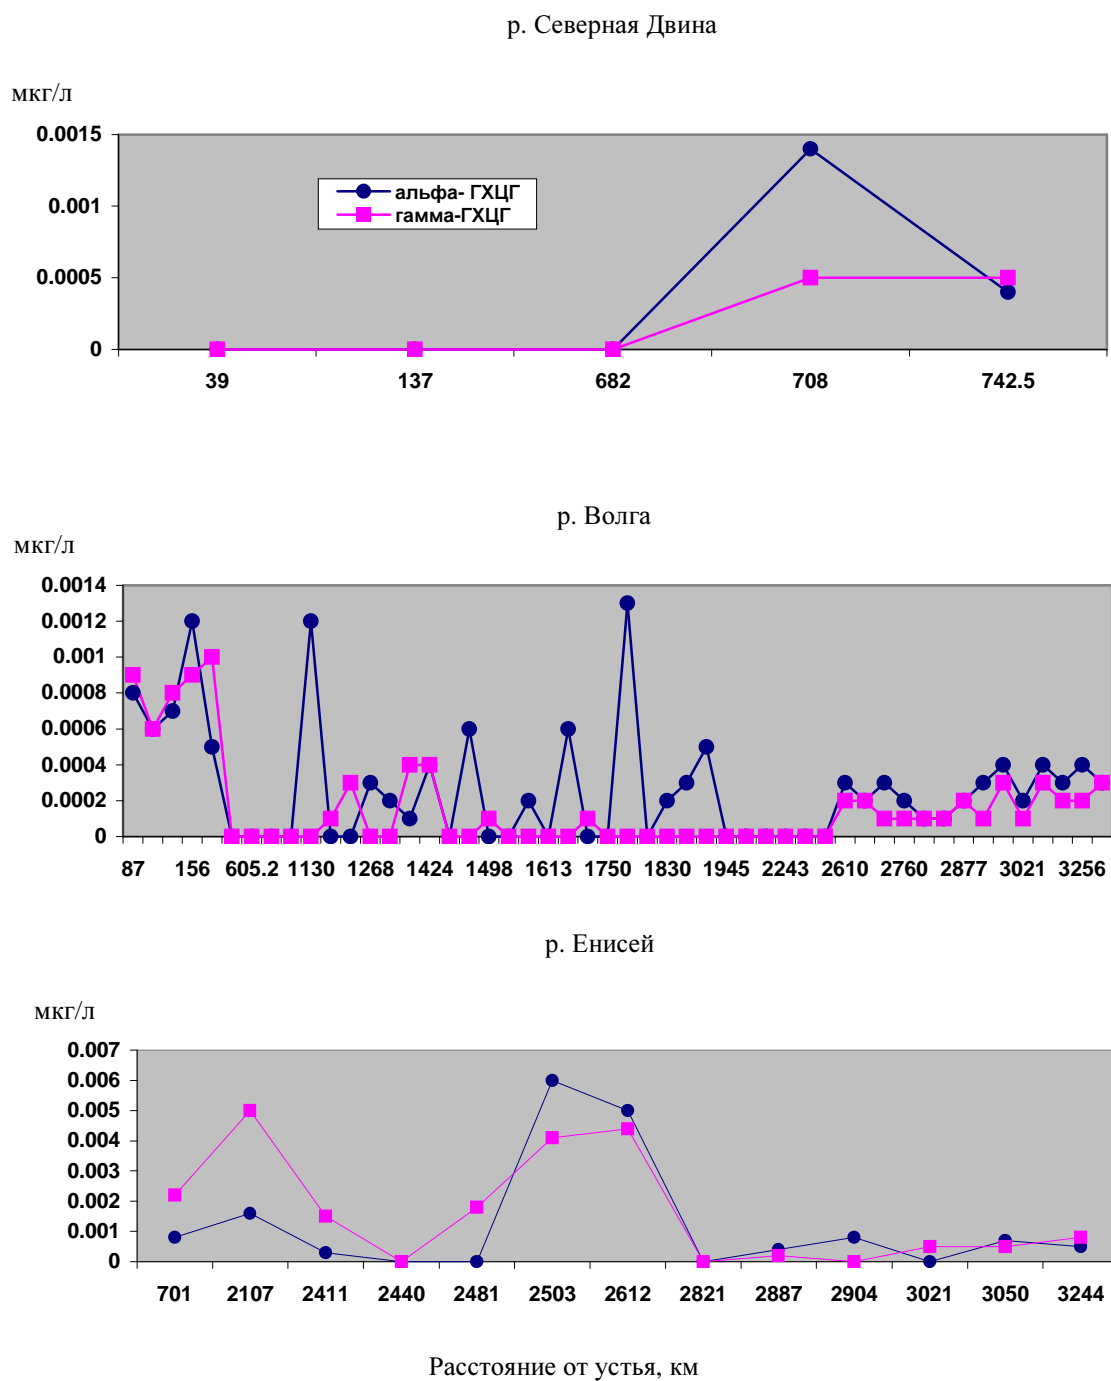 р. Северная Двина
мкг/л
0.0015
0.001
0.0005
0
альфа- ГХЦГ
гамма-ГХЦГ
39 137 682 708 742.5
р. Волга
мкг/л
0.0014
0.0012
0.001
0.0008
0.0006
0.0004
0.0002
0
87 156 605.2 1130 1268 1424 1498 1613 1750 1830 1945 2243 2610 2760 2877 3021 3256
р. Енисей
мкг/л
0.007
0.006
0.005
0.004
0.003
0.002
0.001
0
701 2107 2411 2440 2481 2503 2612 2821 2887 2904 3021 3050 3244
Расстояние от устья, км